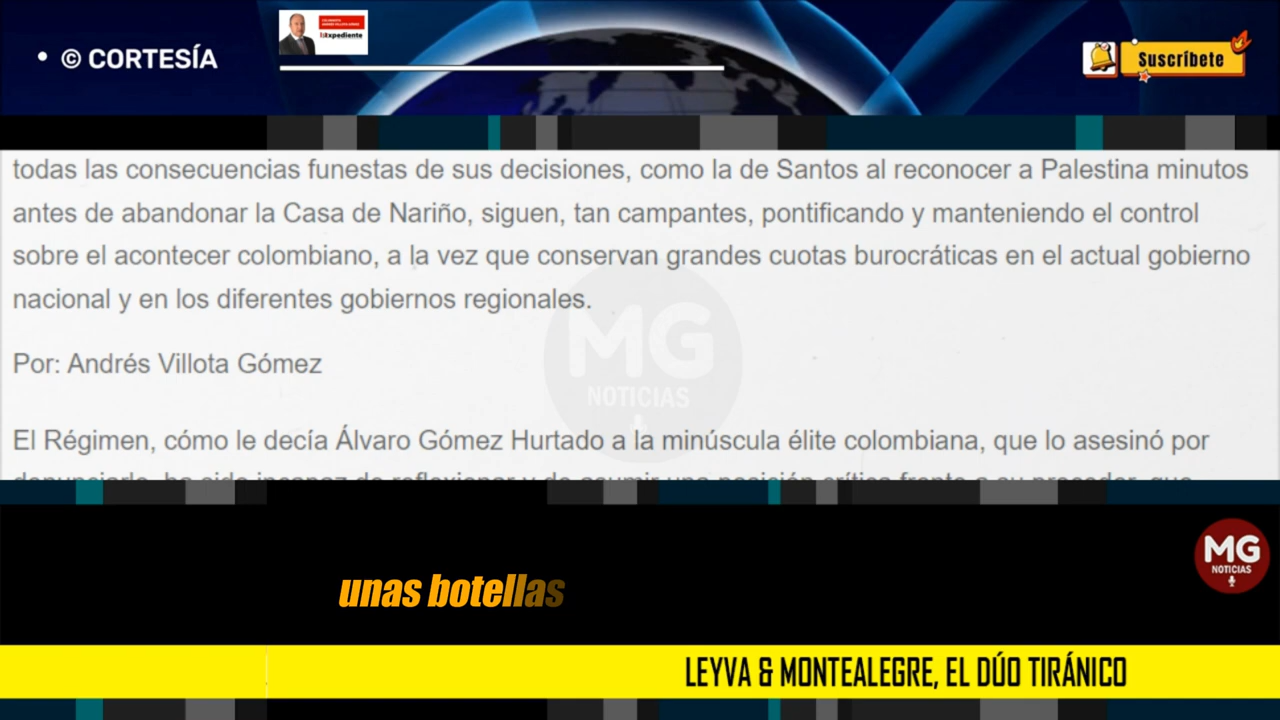 • © CORTESÍA
Expediente
Suscríbete
todas las consecuencias funestas de sus decisiones, como la de Santos al reconocer a Palestina minutos
antes de abandonar la Casa de Nariño, siguen, tan campantes, pontificando y manteniendo el control
sobre el acontecer colombiano, a la vez que conservan grandes cuotas burocráticas en el actual gobierno
nacional y en los diferentes gobiernos regionales.
MG
NOTICIAS
Por: Andrés Villota Gómez
El Régimen, cómo le decía Álvaro Gómez Hurtado a la minúscula élite colombiana, que lo asesinó por
MG
NOTICIAS
unas botellas
LEYVA & MONTEALEGRE, EL DÚO TIRÁNICO